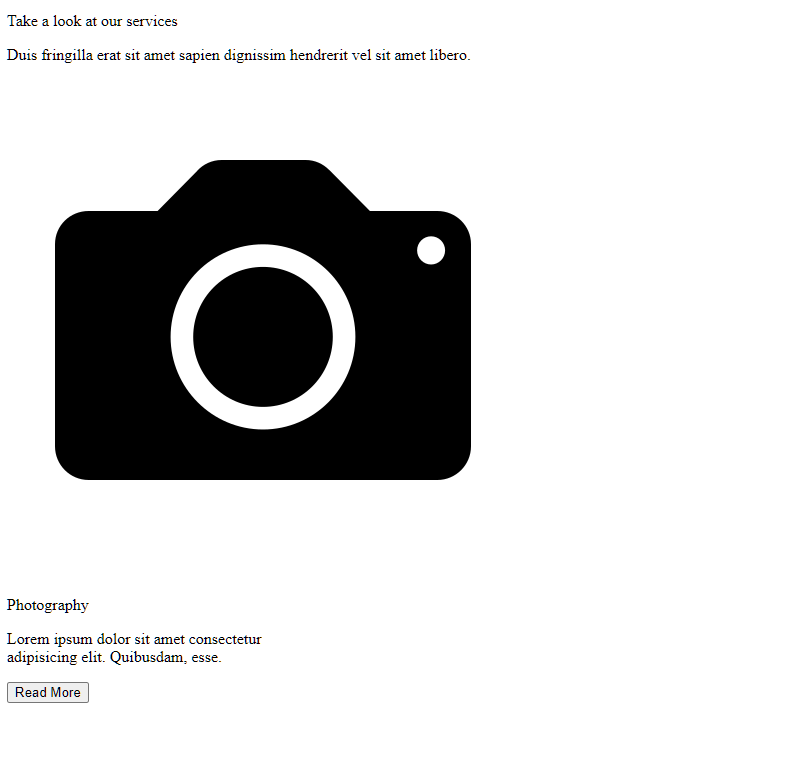 Take a look at our services
Duis fringilla erat sit amet sapien dignissim hendrerit vel sit amet libero.
Photography
Lorem ipsum dolor sit amet consectetur
adipisicing elit. Quibusdam, esse.
Read More